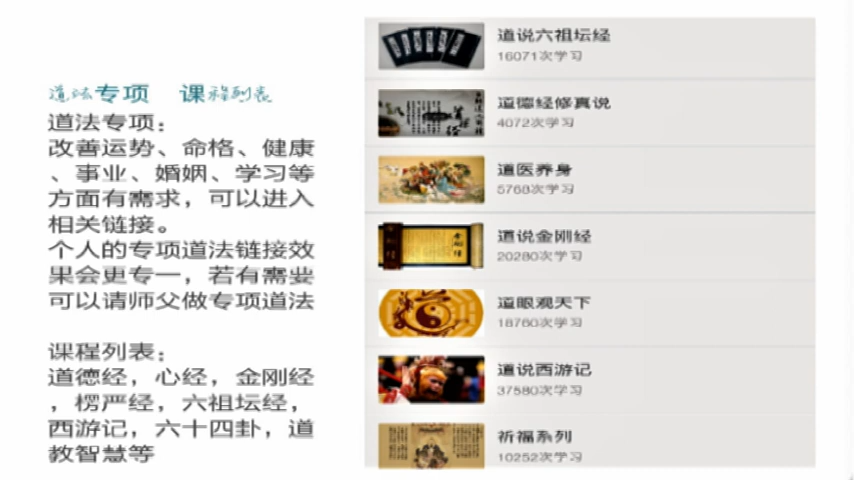 道法专项 课程列表
道法专项：
改善运势、命格、健康
、事业、婚姻、学习等
方面有需求，可以进入
相关链接。
个人的专项道法链接效
果会更专一，若有需要
可以请师父做专项道法
课程列表：
道德经，心经，金刚经
，楞严经，六祖坛经，
西游记，六十四卦，道
教智慧等
道说六祖坛经
16071次学习
道德经修真说
4072次学习
道医养身
5768次学习
道说金刚经
20280次学习
道眼观天下
18760次学习
道说西游记
37580次学习
祈福系列
10252次学习